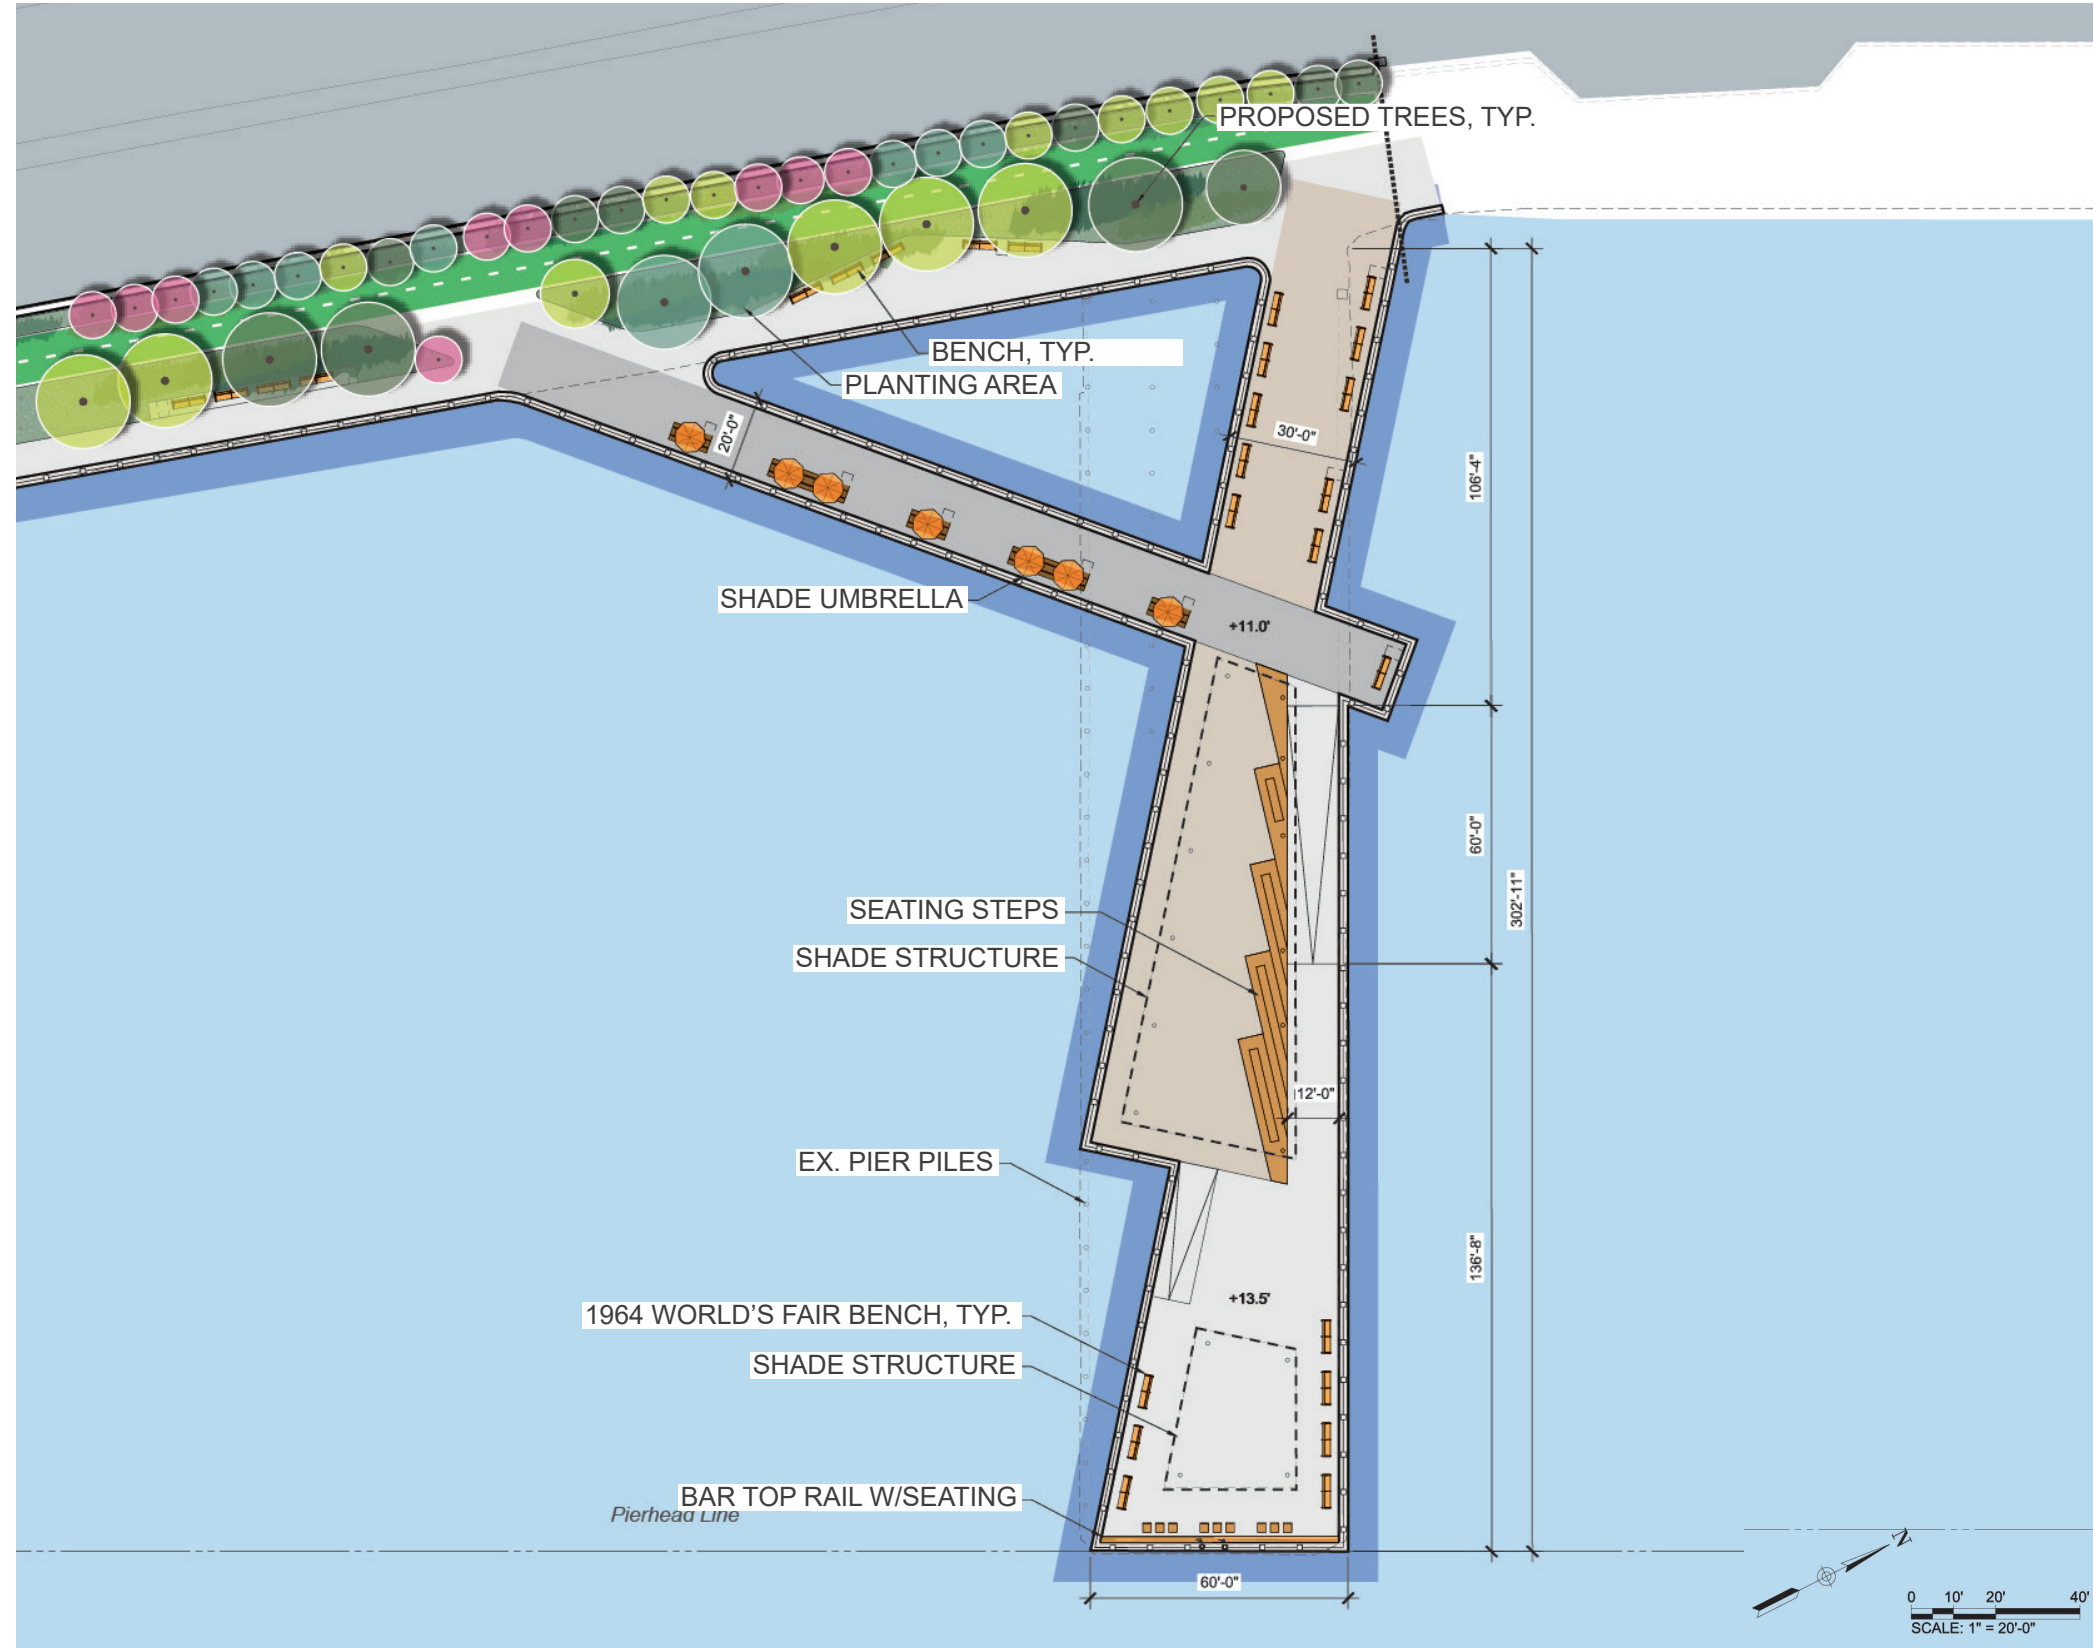 PROPOSED TREES, TYP.
BENCH, TYP.
PLANTING AREA
20'-0"
30'-0"
106'-4"
SHADE UMBRELLA
+11.0'
60'-0"
302'-11"
SEATING STEPS
SHADE STRUCTURE
12'-0"
EX. PIER PILES
136'-8"
+13.5'
1964 WORLD'S FAIR BENCH, TYP.
SHADE STRUCTURE
BAR TOP RAIL W/SEATING
Pierhead Line
60'-0"
N
0 10' 20' 40'
SCALE: 1" = 20'-0"